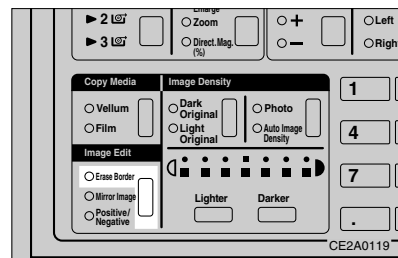 Enlarge
▶ 2
Zoom
+
Left
▶ 3
Direct.Mag.
(%)
–
Right
Copy Media
Image Density
1
Vellum
Dark
Original
Photo
Film
Light
Original
Auto Image
Density
4
Image Edit
Erase Border
7
Mirror Image
Lighter
Darker
Positive/
Negative
.
CE2A0119